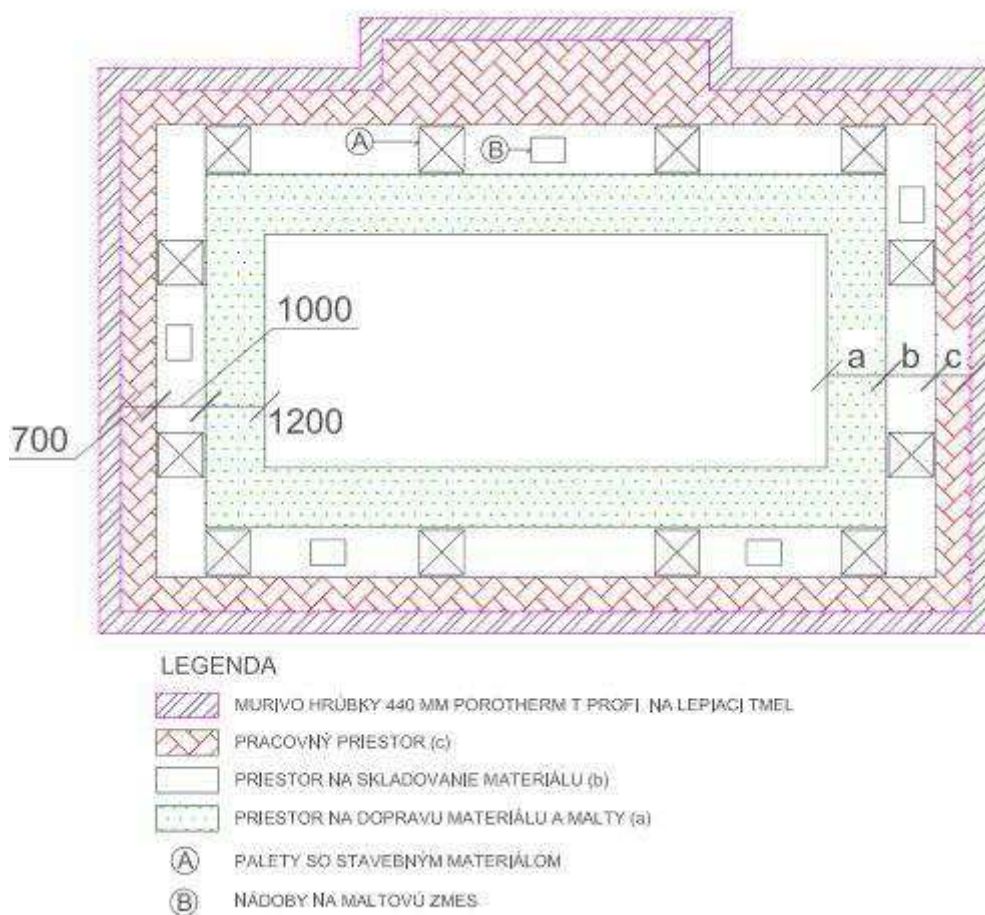 A
B
1000
a b c
700
1200
LEGENDA
MURIVO HRÚBKY 440 MM POROTHERM T PROFI NA LEPIACI TMEL
PRACOVNÝ PRIESTOR (c)
PRIESTOR NA SKLADOVANIE MATERIÁLU (b)
PRIESTOR NA DOPRAVU MATERIÁLU A MALTY (a)
A PALETY SO STAVEBNÝM MATERIÁLOM
B NÁDOBY NA MALTOVÚ ZMES